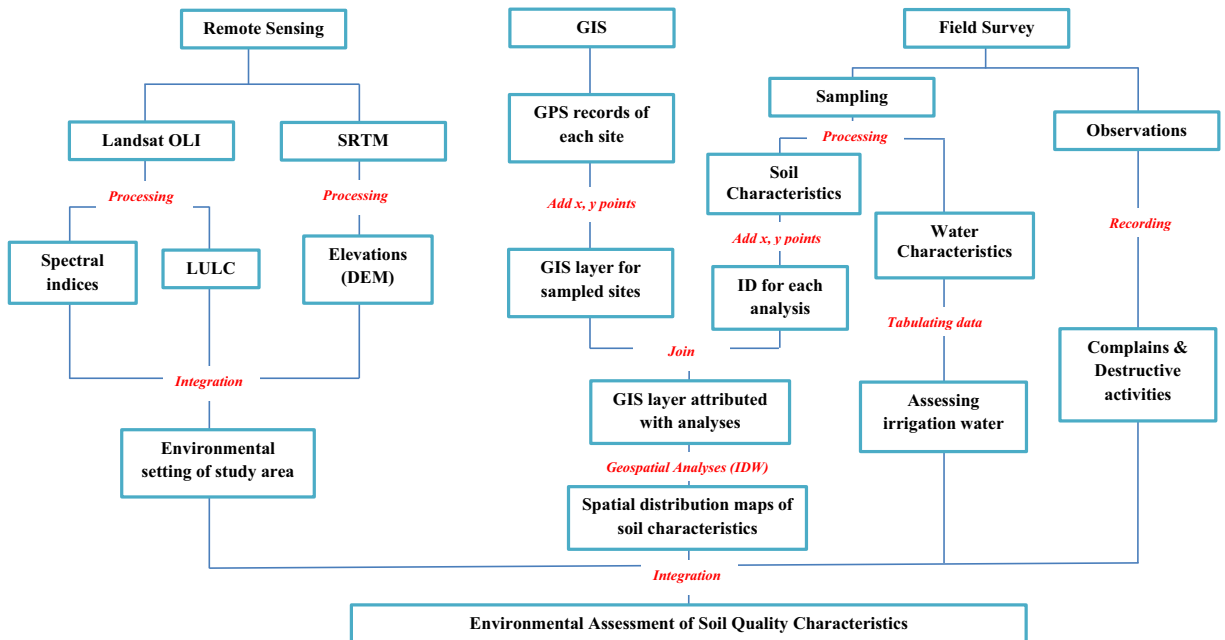 Remote Sensing
GIS
Field Survey
Landsat OLI
SRTM
GPS records of
each site
Sampling
Observations
Processing
Processing
Add x, y points
Processing
Soil
Characteristics
Water
Characteristics
Recording
Spectral
indices
LULC
Elevations
(DEM)
GIS layer for
sampled sites
Add x, y points
ID for each
analysis
Tabulating data
Join
Integration
Complains &
Destructive
activities
GIS layer attributed
with analyses
Assessing
irrigation water
Environmental
setting of study area
Geospatial Analyses (IDW)
Spatial distribution maps of
soil characteristics
Integration
Environmental Assessment of Soil Quality Characteristics